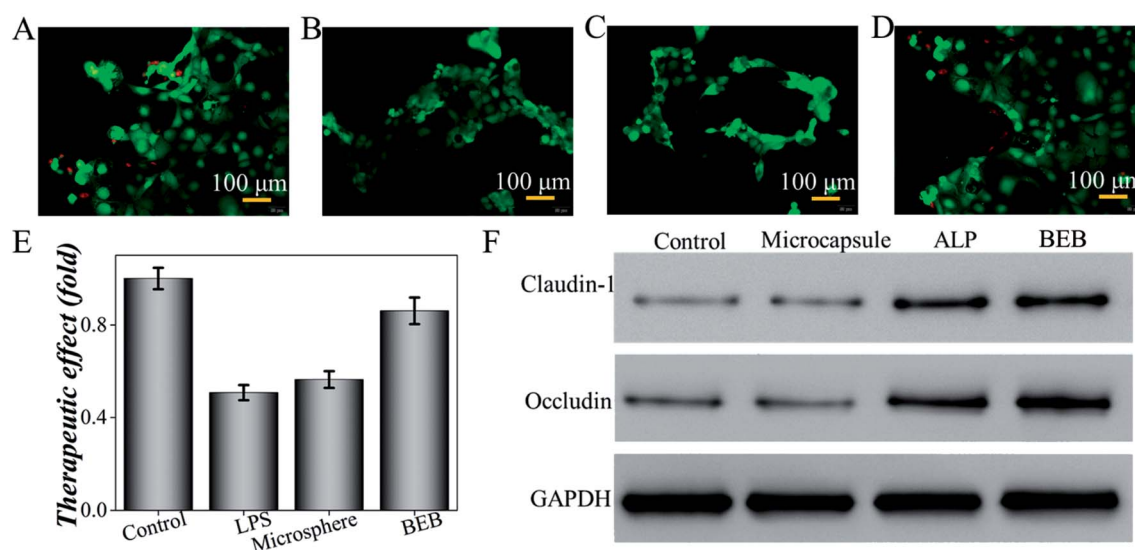 A
B
C
D
100 μm
100 μm
100 μm
100 μm
E
Therapeutic effect (fold)
0.8
0.4
0.0
Control
LPS
Microsphere
BEB
F
Control Microcapsule ALP BEB
Claudin-1
Occludin
GAPDH